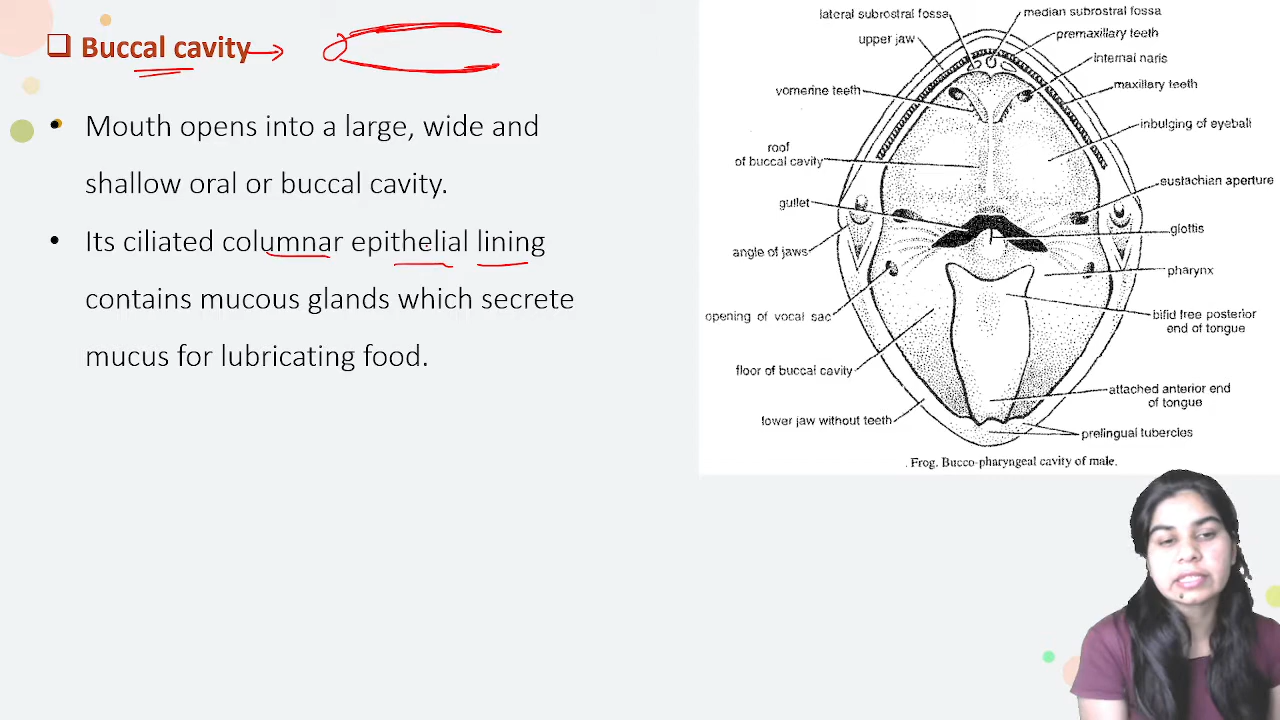 Buccal cavity
Mouth opens into a large, wide and
shallow oral or buccal cavity.
Its ciliated columnar epithelial lining
contains mucous glands which secrete
mucus for lubricating food.
lateral subrostral fossa
median subrostral fossa
upper jaw
premaxillary teeth
internal naris
vomerine teeth
maxillary teeth
inbulging of eyeball
roof
of buccal cavity
eustachian aperture
gullet
glottis
angle of jaws
pharynx
opening of vocal sac
bifid free posterior
end of tongue
floor of buccal cavity
attached anterior end
of tongue
lower jaw without teeth
prelingual tubercles
. Frog. Bucco-pharyngeal cavity of male.